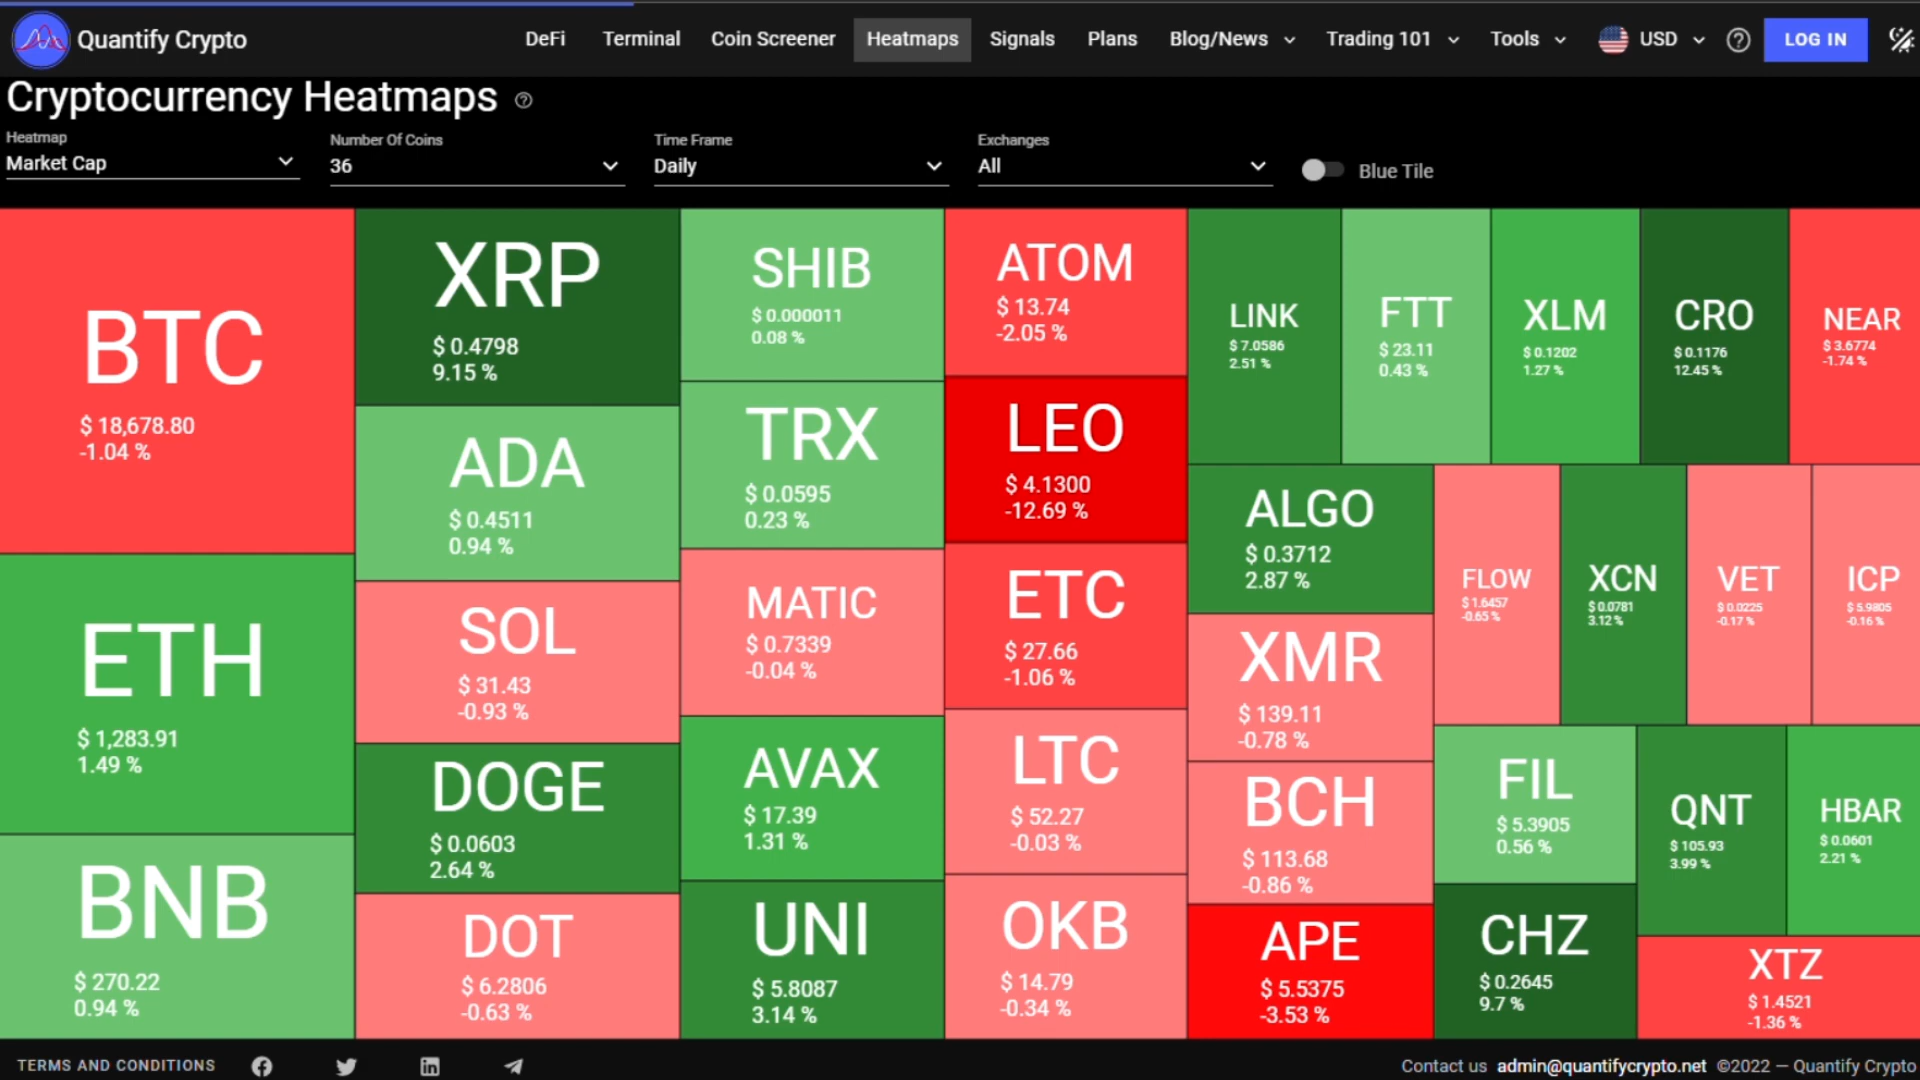 Quantify Crypto
DeFi
Terminal
Coin Screener
Heatmaps
Signals
Plans
Blog/News
Trading 101
Tools
USD
LOG IN
Cryptocurrency Heatmaps
Heatmap
Market Cap
Number Of Coins
36
Time Frame
Daily
Exchanges
All
Blue Tile
BTC
$ 18,678.80
-1.04 %
ETH
$ 1,283.91
1.49 %
BNB
$ 270.22
0.94 %
XRP
$ 0.4798
9.15 %
ADA
$ 0.4511
0.94 %
SOL
$ 31.43
-0.93 %
DOGE
$ 0.0603
2.64 %
DOT
$ 6.2806
-0.63 %
SHIB
$ 0.000011
0.08 %
TRX
$ 0.0595
0.23 %
MATIC
$ 0.7339
-0.04 %
AVAX
$ 17.39
1.31 %
UNI
$ 5.8087
3.14 %
ATOM
$ 13.74
-2.05 %
LEO
$ 4.1300
-12.69 %
ETC
$ 27.66
-1.06 %
LTC
$ 52.27
-0.03 %
OKB
$ 14.79
-0.34 %
LINK
$ 7.0586
2.51 %
FTT
$ 23.11
0.43 %
XLM
$ 0.1202
1.27 %
CRO
$ 0.1176
12.45 %
NEAR
$ 3.6774
-1.74 %
ALGO
$ 0.3712
2.87 %
XMR
$ 139.11
-0.78 %
BCH
$ 113.68
-0.86 %
APE
$ 5.5375
-3.53 %
FLOW
$ 1.6457
-0.65 %
XCN
$ 0.0781
3.12 %
VET
$ 0.0225
-0.17 %
ICP
$ 5.9805
-0.16 %
FIL
$ 5.3905
0.56 %
CHZ
$ 0.2645
9.7 %
QNT
$ 105.93
3.99 %
HBAR
$ 0.0601
2.21 %
XTZ
$ 1.4521
-1.36 %
TERMS AND CONDITIONS
Contact us admin@quantifycrypto.net ©2022 — Quantify Crypto